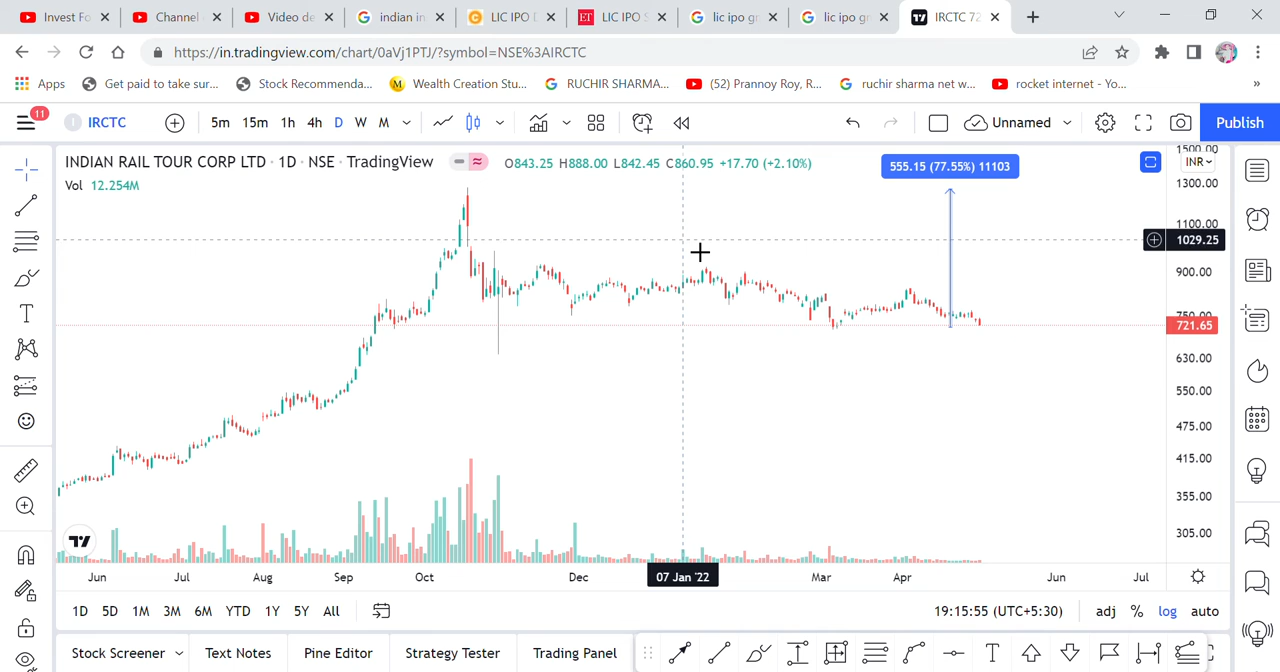 Invest Fo
Channel
Video de
indian in
LIC IPO
LIC IPO S
lic ipo gr
lic ipo gr
IRCTC 72
https://in.tradingview.com/chart/0aVj1PTJ/?symbol=NSE%3AIRCTC
Apps
Get paid to take sur...
Stock Recommenda...
Wealth Creation Stu...
RUCHIR SHARMA...
(52) Prannoy Roy, R...
ruchir sharma net w...
rocket internet - Yo...
»
11
IRCTC
5m 15m 1h 4h D W M
Unnamed
Publish
INDIAN RAIL TOUR CORP LTD · 1D · NSE · TradingView
O843.25 H888.00 L842.45 C860.95 +17.70 (+2.10%)
Vol 12.254M
555.15 (77.55%) 11103
INR
1500.00
1300.00
1100.00
1029.25
900.00
750.00
721.65
630.00
550.00
475.00
415.00
355.00
305.00
Jun Jul Aug Sep Oct Dec 07 Jan '22 Mar Apr Jun Jul
1D 5D 1M 3M 6M YTD 1Y 5Y All
19:15:55 (UTC+5:30)
adj % log auto
Stock Screener
Text Notes
Pine Editor
Strategy Tester
Trading Panel